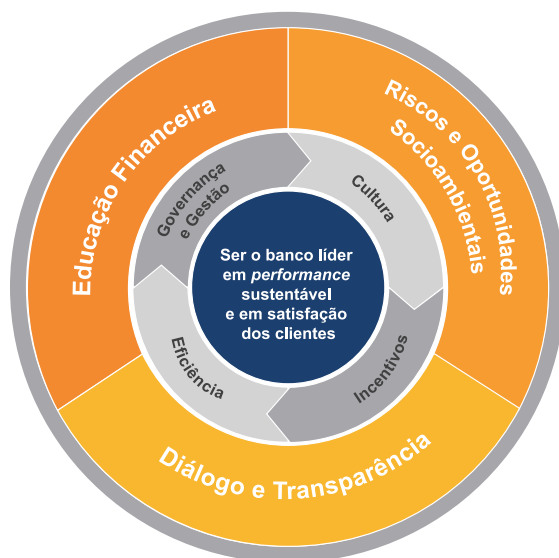 Educação Financeira
Riscos e Oportunidades
Socioambientais
Governança
e Gestão
Cultura
Ser o banco líder
em performance
sustentável
e em satisfação
dos clientes
Eficiência
Incentivos
Diálogo e Transparência